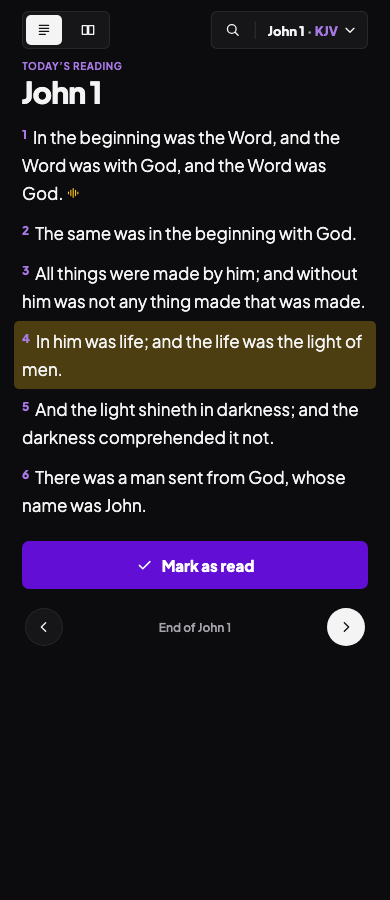 John 1 · KJV
TODAY'S READING
John 1
1 In the beginning was the Word, and the
Word was with God, and the Word was
God.
2 The same was in the beginning with God.
3 All things were made by him; and without
him was not any thing made that was made.
4 In him was life; and the life was the light of
men.
5 And the light shineth in darkness; and the
darkness comprehended it not.
6 There was a man sent from God, whose
name was John.
Mark as read
End of John 1